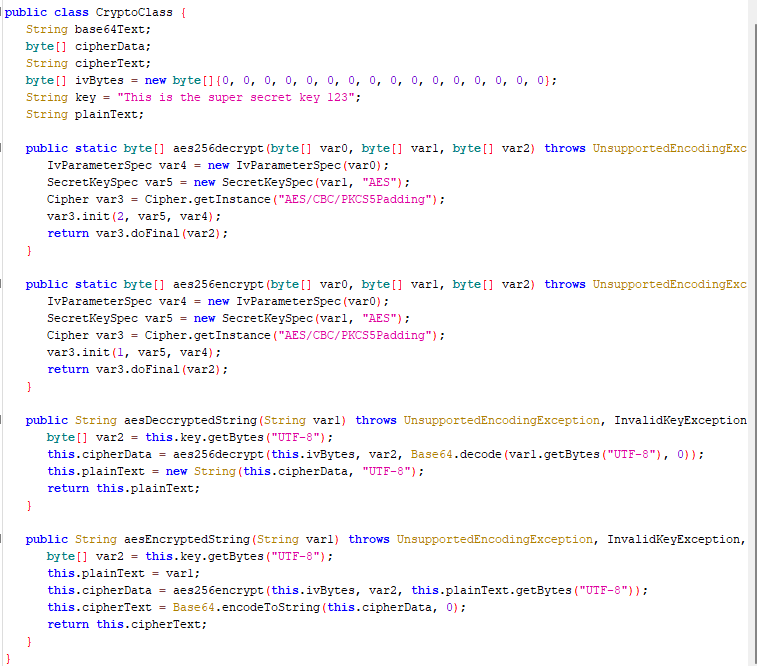 public class CryptoClass {
String base64Text;
byte[] cipherData;
String cipherText;
byte[] ivBytes = new byte[]{0, 0, 0, 0, 0, 0, 0, 0, 0, 0, 0, 0, 0, 0, 0, 0};
String key = "This is the super secret key 123";
String plainText;
public static byte[] aes256decrypt(byte[] var0, byte[] var1, byte[] var2) throws UnsupportedEncodingExc
IvParameterSpec var4 = new IvParameterSpec(var0);
SecretKeySpec var5 = new SecretKeySpec(var1, "AES");
Cipher var3 = Cipher.getInstance("AES/CBC/PKCS5Padding");
var3.init(2, var5, var4);
return var3.doFinal(var2);
}
public static byte[] aes256encrypt(byte[] var0, byte[] var1, byte[] var2) throws UnsupportedEncodingExc
IvParameterSpec var4 = new IvParameterSpec(var0);
SecretKeySpec var5 = new SecretKeySpec(var1, "AES");
Cipher var3 = Cipher.getInstance("AES/CBC/PKCS5Padding");
var3.init(1, var5, var4);
return var3.doFinal(var2);
}
public String aesDeccryptedString(String var1) throws UnsupportedEncodingException, InvalidKeyException
byte[] var2 = this.key.getBytes("UTF-8");
this.cipherData = aes256decrypt(this.ivBytes, var2, Base64.decode(var1.getBytes("UTF-8"), 0));
this.plainText = new String(this.cipherData, "UTF-8");
return this.plainText;
}
public String aesEncryptedString(String var1) throws UnsupportedEncodingException, InvalidKeyException,
byte[] var2 = this.key.getBytes("UTF-8");
this.plainText = var1;
this.cipherData = aes256encrypt(this.ivBytes, var2, this.plainText.getBytes("UTF-8"));
this.cipherText = Base64.encodeToString(this.cipherData, 0);
return this.cipherText;
}
}